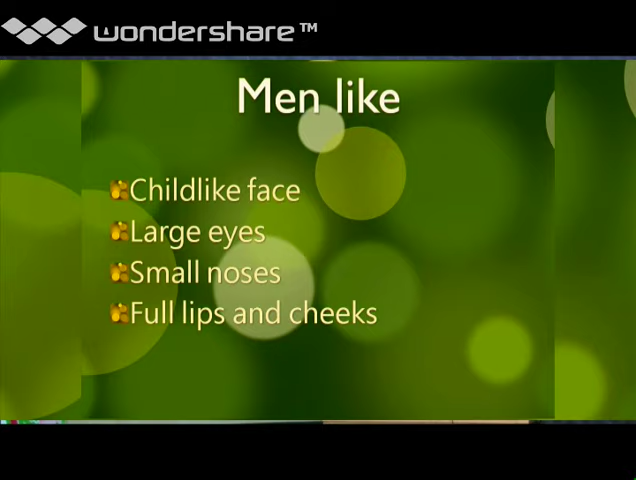 wondershare™
Men like
Childlike face
Large eyes
Small noses
Full lips and cheeks